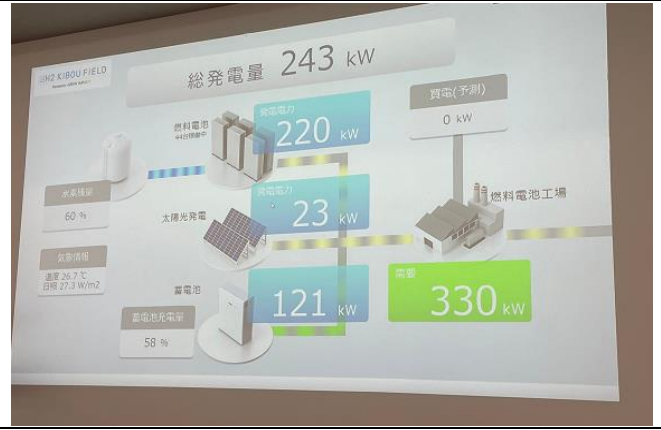 H2 KIBOU FIELD
総発電量 243 kW
燃料電池
発電電力
220 kW
買電(予測)
0 kW
水素残量
60 %
太陽光発電
発電電力
23 kW
燃料電池工場
気象情報
温度 26.7 ℃
日照 27.3 W/m2
蓄電池
121 kW
需要
330 kW
蓄電池充電量
58 %